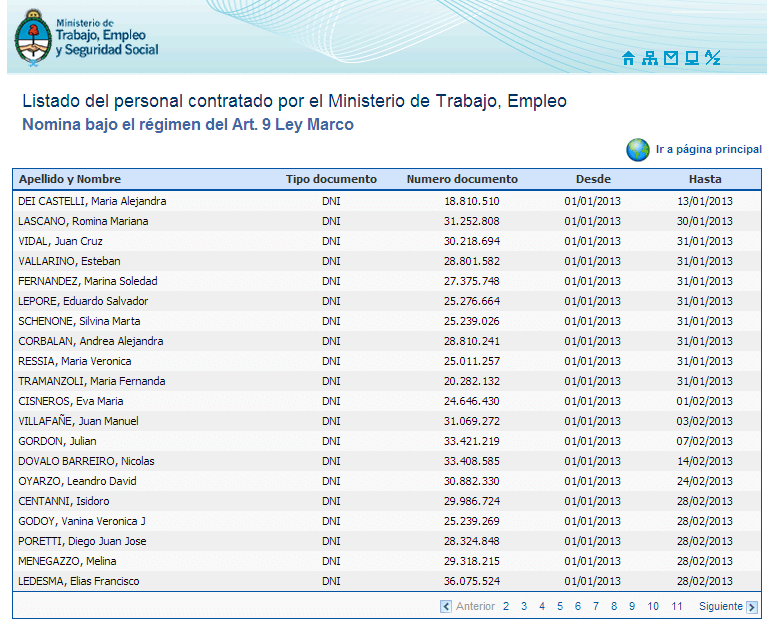 Ministerio de
Trabajo, Empleo
y Seguridad Social
Listado del personal contratado por el Ministerio de Trabajo, Empleo
Nomina bajo el régimen del Art. 9 Ley Marco
Ir a página principal
Apellido y Nombre Tipo documento Numero documento Desde Hasta
DEI CASTELLI, Maria Alejandra DNI 18.810.510 01/01/2013 13/01/2013
LASCANO, Romina Mariana DNI 31.252.808 01/01/2013 30/01/2013
VIDAL, Juan Cruz DNI 30.218.694 01/01/2013 31/01/2013
VALLARINO, Esteban DNI 28.801.582 01/01/2013 31/01/2013
FERNANDEZ, Marina Soledad DNI 27.375.748 01/01/2013 31/01/2013
LEPORE, Eduardo Salvador DNI 25.276.664 01/01/2013 31/01/2013
SCHENONE, Silvina Marta DNI 25.239.026 01/01/2013 31/01/2013
CORBALAN, Andrea Alejandra DNI 28.810.241 01/01/2013 31/01/2013
RESSIA, Maria Veronica DNI 25.011.257 01/01/2013 31/01/2013
TRAMANZOLI, Maria Fernanda DNI 20.282.132 01/01/2013 31/01/2013
CISNEROS, Eva Maria DNI 24.646.430 01/01/2013 01/02/2013
VILLAFAÑE, Juan Manuel DNI 31.069.272 01/01/2013 03/02/2013
GORDON, Julian DNI 33.421.219 01/01/2013 07/02/2013
DOVALO BARREIRO, Nicolas DNI 33.408.585 01/01/2013 14/02/2013
OYARZO, Leandro David DNI 30.882.330 01/01/2013 24/02/2013
CENTANNI, Isidoro DNI 29.986.724 01/01/2013 28/02/2013
GODOY, Vanina Veronica J DNI 25.239.269 01/01/2013 28/02/2013
PORETTI, Diego Juan Jose DNI 28.324.848 01/01/2013 28/02/2013
MENEGAZZO, Melina DNI 29.318.215 01/01/2013 28/02/2013
LEDESMA, Elias Francisco DNI 36.075.524 01/01/2013 28/02/2013
Anterior 2 3 4 5 6 7 8 9 10 11 Siguiente